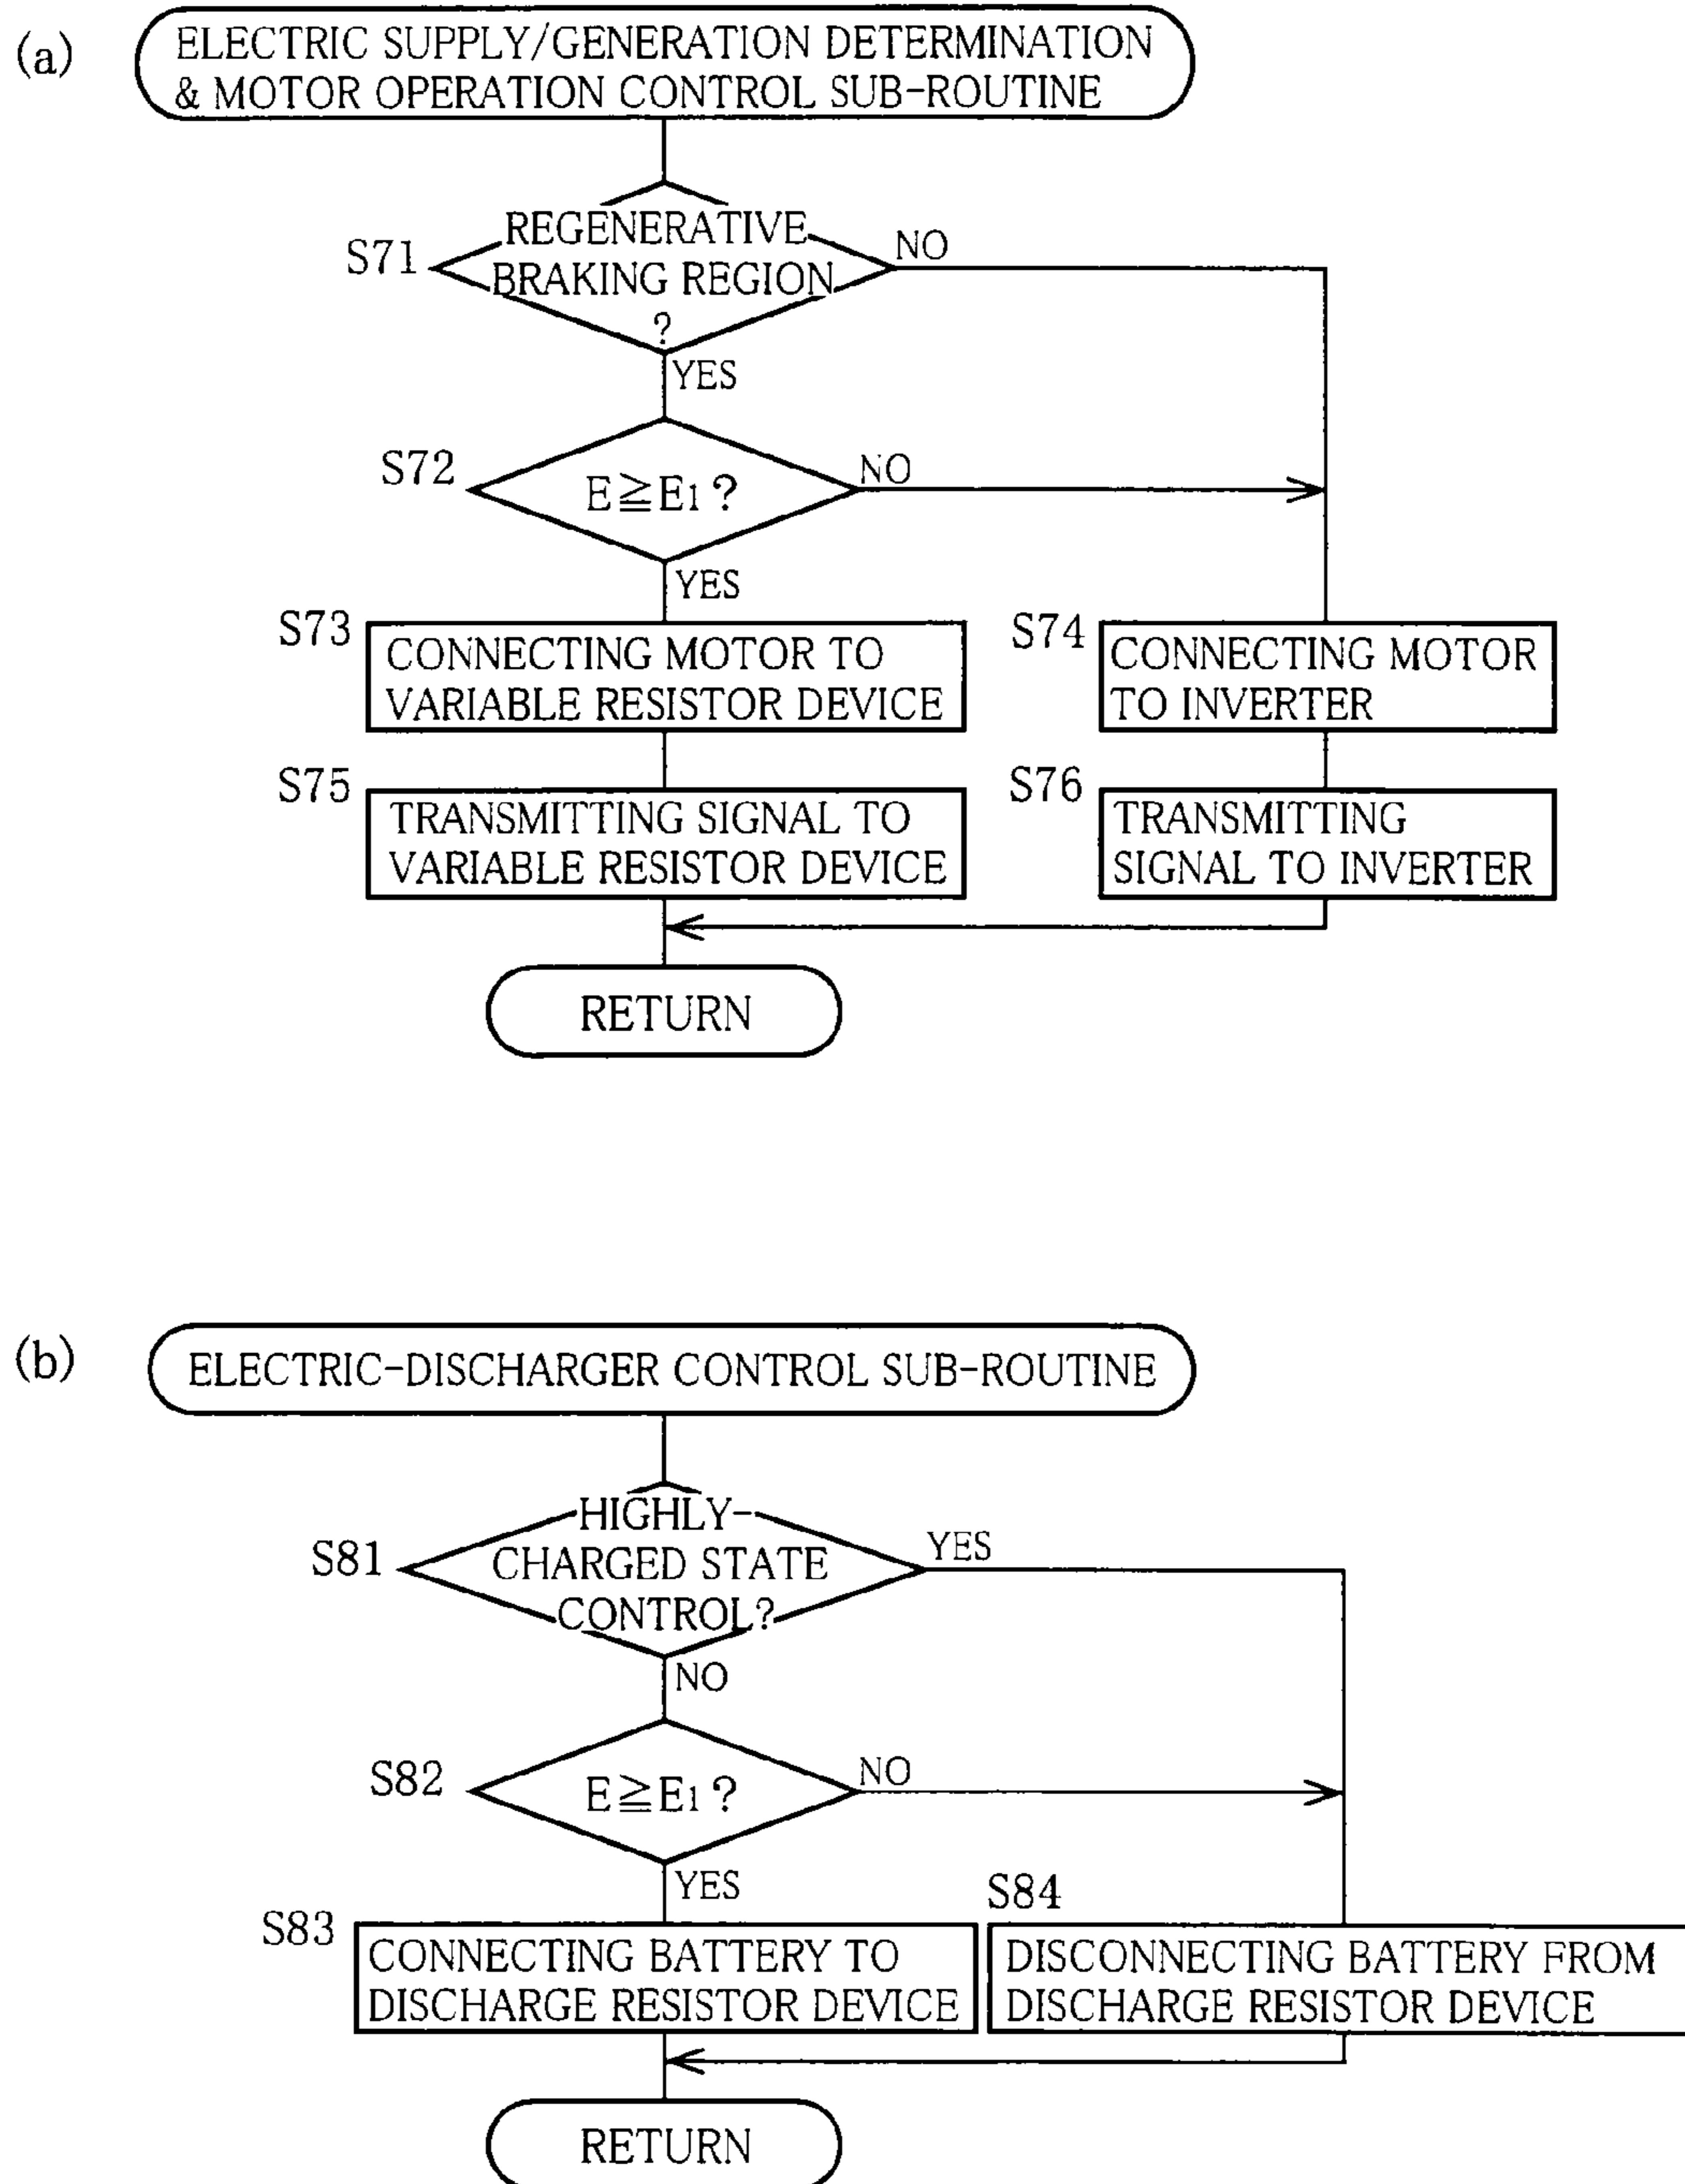 (a)
ELECTRIC SUPPLY/GENERATION DETERMINATION
& MOTOR OPERATION CONTROL SUB-ROUTINE
S71
REGENERATIVE
BRAKING REGION
?
NO
YES
S72
E≧E1?
NO
YES
S73
CONNECTING MOTOR TO
VARIABLE RESISTOR DEVICE
S74
CONNECTING MOTOR
TO INVERTER
S75
TRANSMITTING SIGNAL TO
VARIABLE RESISTOR DEVICE
S76
TRANSMITTING
SIGNAL TO INVERTER
RETURN
(b)
ELECTRIC-DISCHARGER CONTROL SUB-ROUTINE
S81
HIGHLY-
CHARGED STATE
CONTROL?
YES
NO
S82
E≧E1?
NO
YES
S83
CONNECTING BATTERY TO
DISCHARGE RESISTOR DEVICE
S84
DISCONNECTING BATTERY FROM
DISCHARGE RESISTOR DEVICE
RETURN